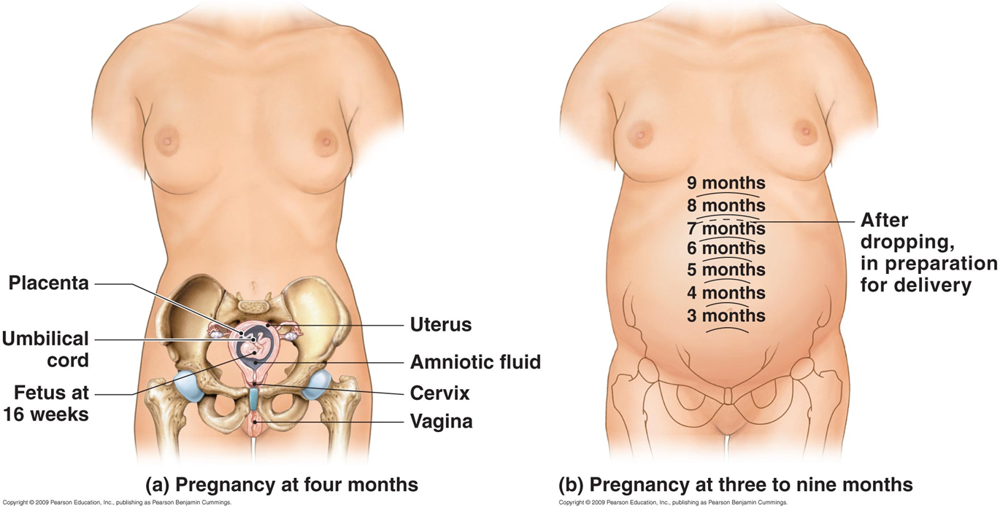 Placenta
Umbilical
cord
Fetus at
16 weeks
Uterus
Amniotic fluid
Cervix
Vagina
(a) Pregnancy at four months
Copyright © 2009 Pearson Education, Inc., publishing as Pearson Benjamin Cummings.
9 months
8 months
7 months
6 months
5 months
4 months
3 months
After
dropping,
in preparation
for delivery
(b) Pregnancy at three to nine months
Copyright © 2009 Pearson Education, Inc., publishing as Pearson Benjamin Cummings.